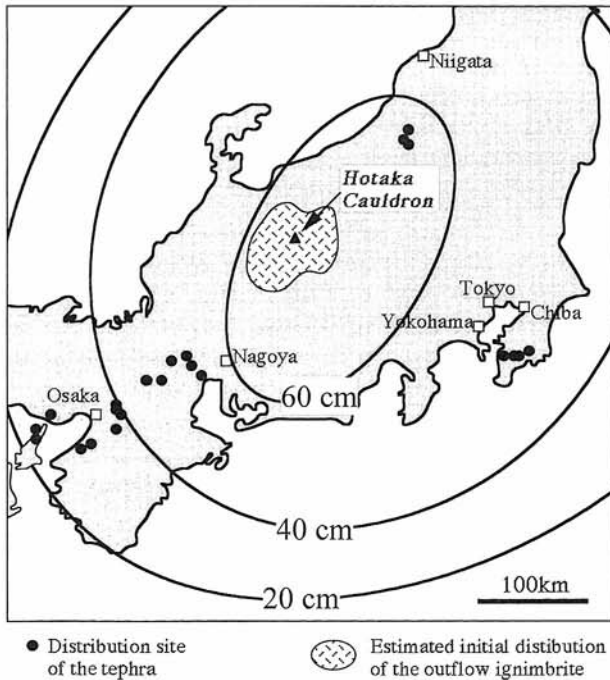 Niigata
Hotaka
Cauldron
Tokyo
Chiba
Yokohama
Nagoya
Osaka
60 cm
40 cm
20 cm
100km
Distribution site
of the tephra
Estimated initial distibution
of the outflow ignimbrite